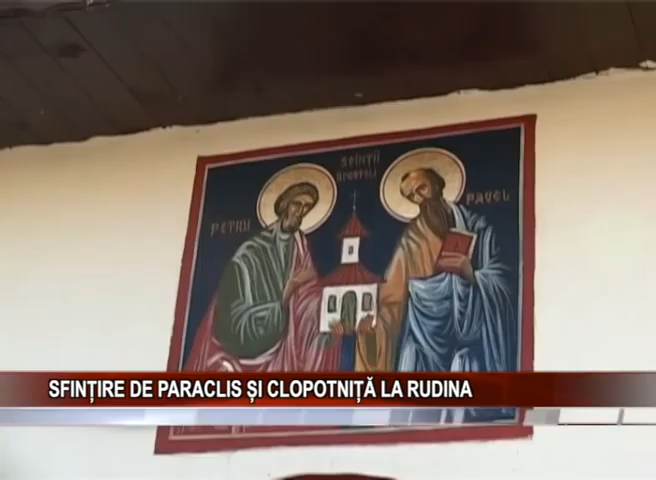 SFINȚII
APOSTOLI
PETRU
PAVEL
SFINȚIRE DE PARACLIS ȘI CLOPOTNIȚĂ LA RUDINA